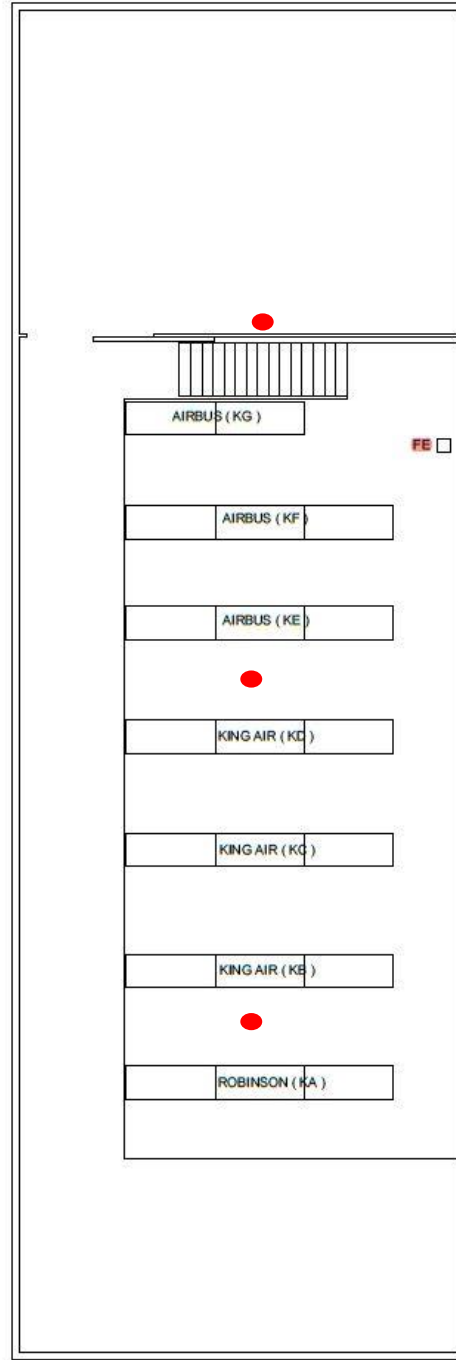 AIRBUS ( KG )
FE
AIRBUS ( KF )
AIRBUS ( KE )
KING AIR ( KD )
KING AIR ( KC )
KING AIR ( KB )
ROBINSON ( KA )